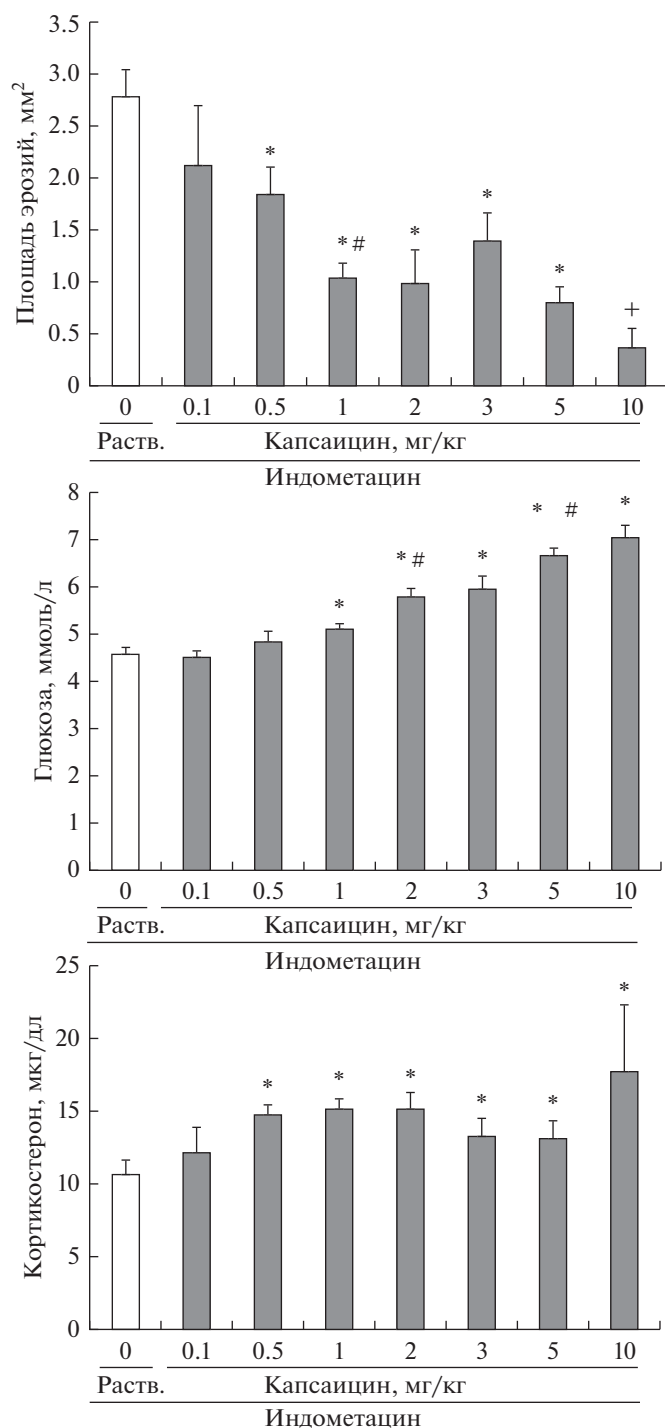 3.5
3.0
2.5
2.0
1.5
1.0
0.5
0
Площадь эрозий, мм²
* *# * * * +
0 0.1 0.5 1 2 3 5 10
Раств. Капсаицин, мг/кг
Индометацин
8
7
6
5
4
3
2
1
0
Глюкоза, ммоль/л
* *# * * # *
0 0.1 0.5 1 2 3 5 10
Раств. Капсаицин, мг/кг
Индометацин
25
20
15
10
5
0
Кортикостерон, мкг/дл
* * * * * *
0 0.1 0.5 1 2 3 5 10
Раств. Капсаицин, мг/кг
Индометацин